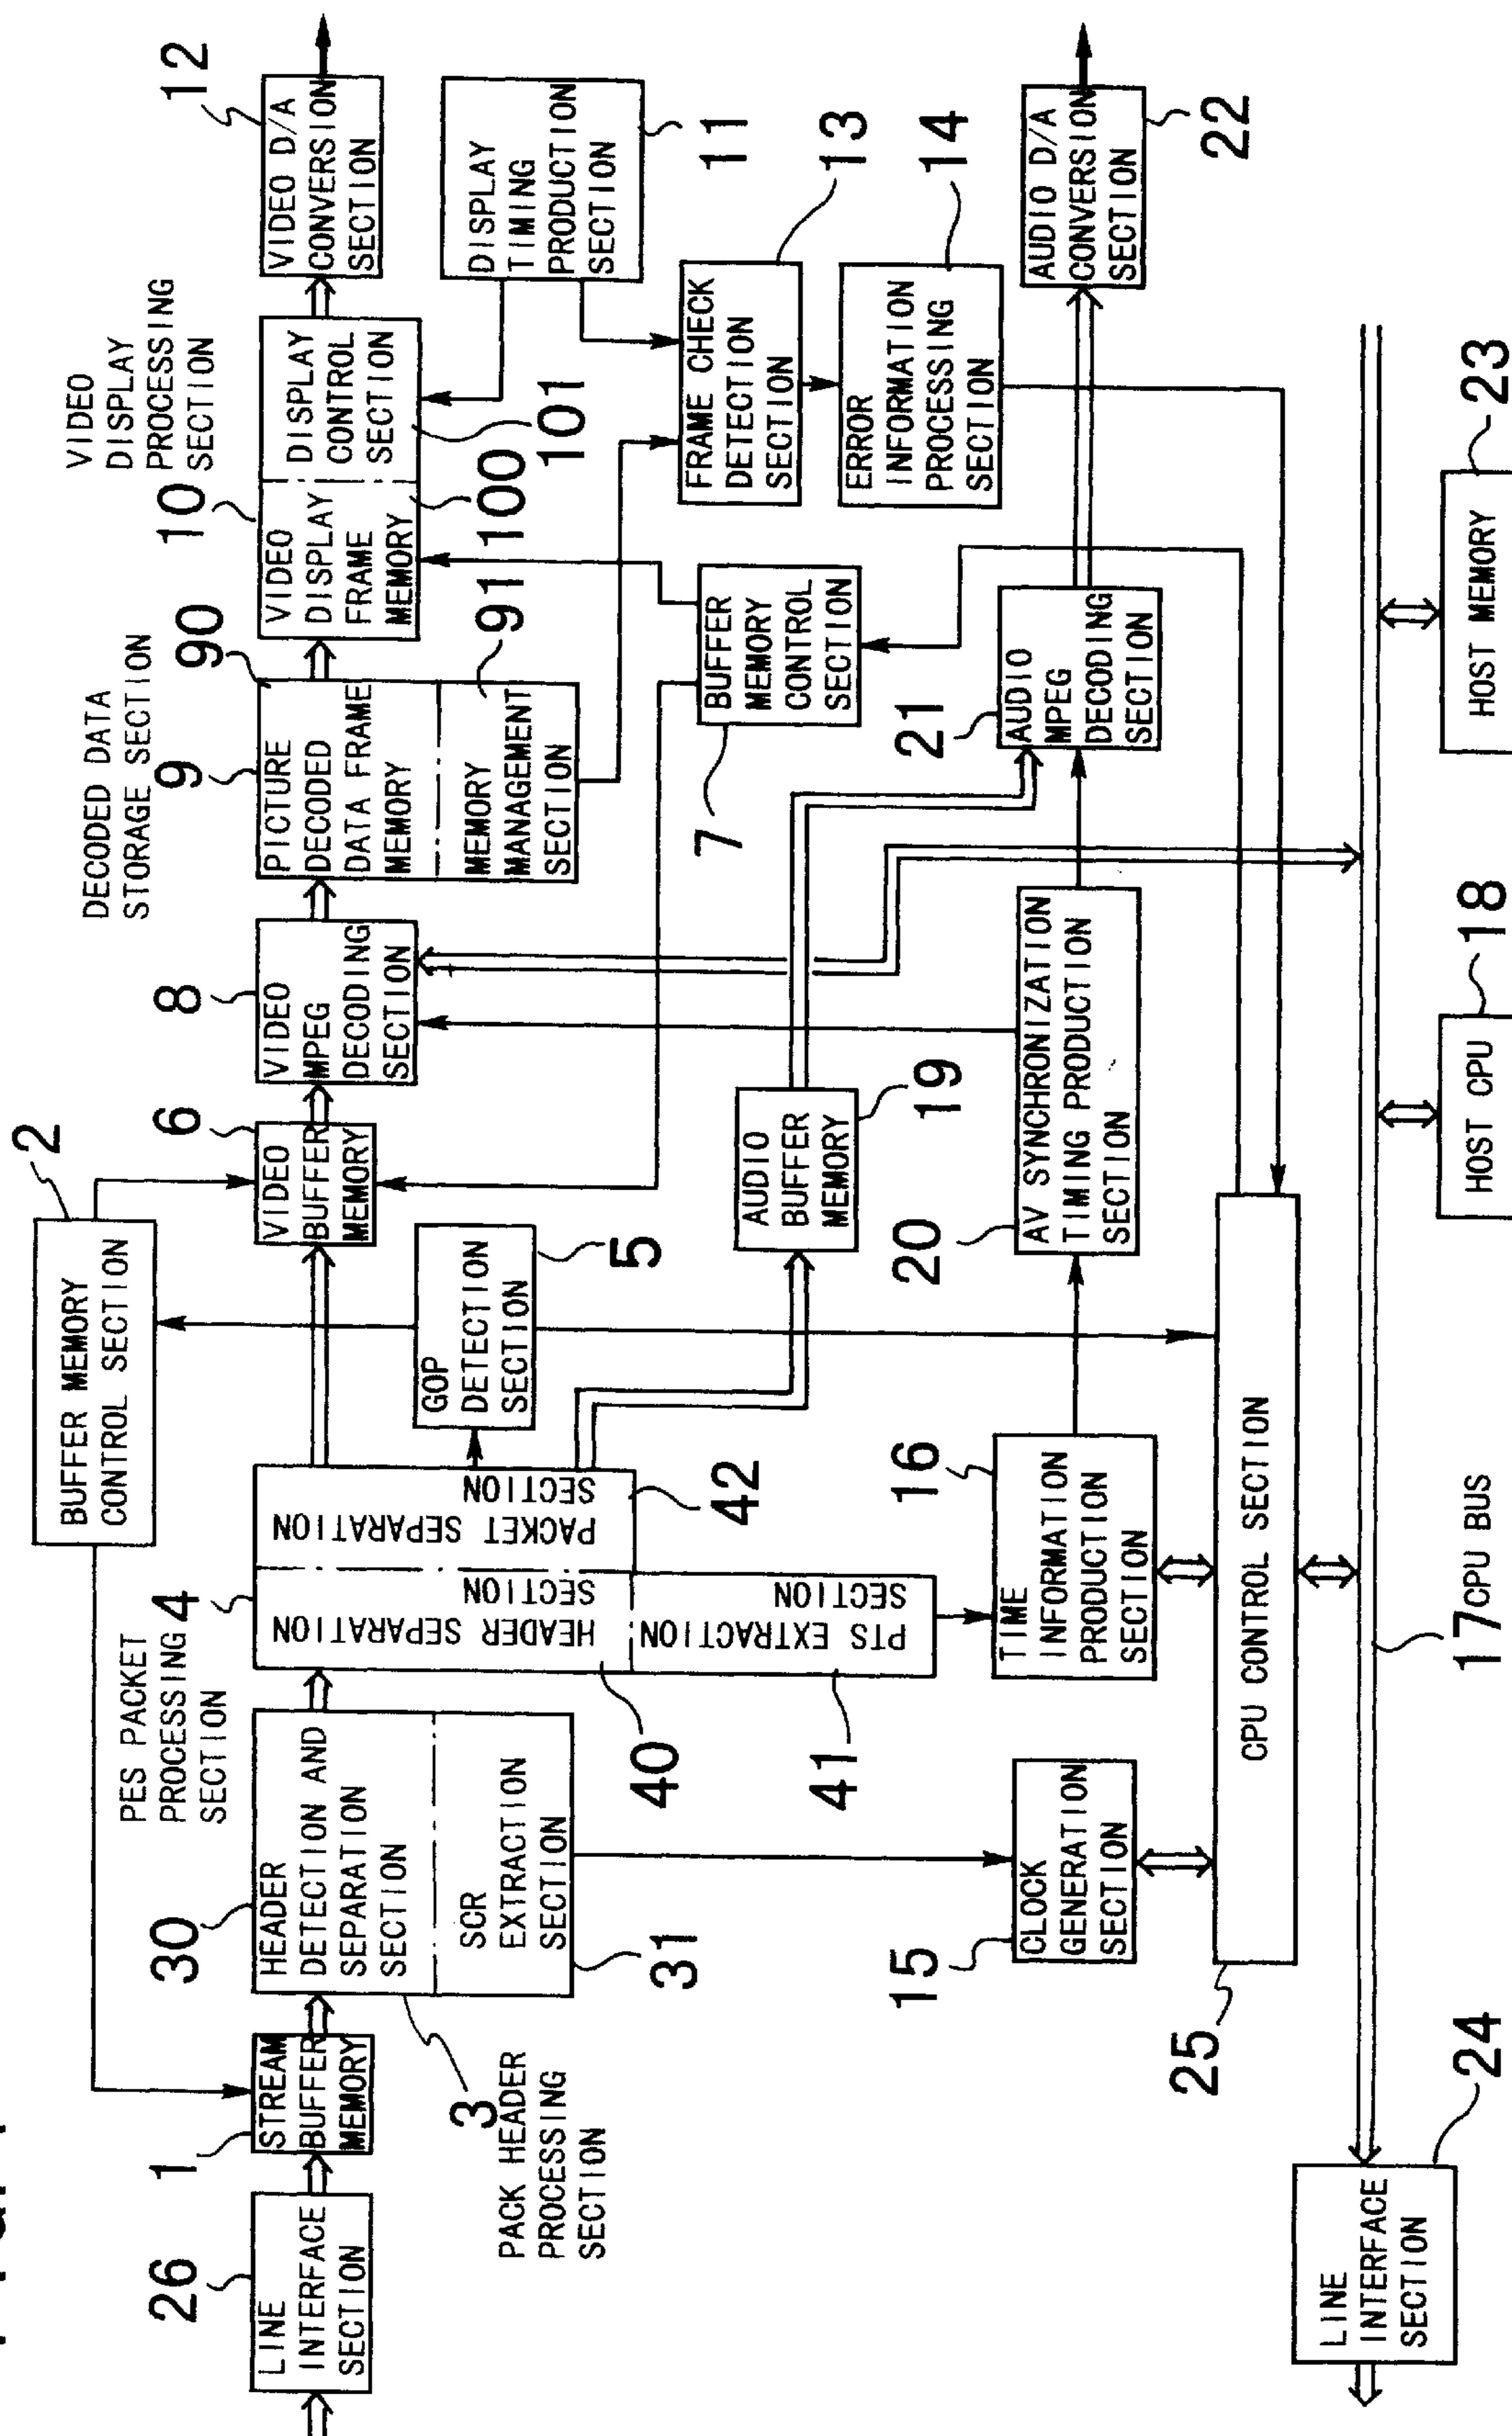 26
LINE
INTERFACE
SECTION
1
STREAM
BUFFER
MEMORY
2
BUFFER MEMORY
CONTROL SECTION
3
PACK HEADER
PROCESSING
SECTION
30
HEADER
DETECTION AND
SEPARATION
SECTION
SCR
EXTRACTION
SECTION
31
PES PACKET
PROCESSING
SECTION
4
HEADER SEPARATION
SECTION
40
PTS EXTRACTION
SECTION
41
PACKET SEPARATION
SECTION
42
GOP
DETECTION
SECTION
5
6
VIDEO
BUFFER
MEMORY
8
VIDEO
MPEG
DECODING
SECTION
DECODED DATA
STORAGE SECTION
9
90
PICTURE
DECODED
DATA FRAME
MEMORY
MEMORY
MANAGEMENT
SECTION
91
VIDEO
DISPLAY
PROCESSING
SECTION
10
VIDEO
DISPLAY
FRAME
MEMORY
100
DISPLAY
CONTROL
SECTION
101
12
VIDEO D/A
CONVERSION
SECTION
DISPLAY
TIMING
PRODUCTION
SECTION
11
FRAME CHECK
DETECTION
SECTION
13
ERROR
INFORMATION
PROCESSING
SECTION
14
BUFFER
MEMORY
CONTROL
SECTION
7
AUDIO
BUFFER
MEMORY
19
21
AUDIO
MPEG
DECODING
SECTION
AUDIO D/A
CONVERSION
SECTION
22
15
CLOCK
GENERATION
SECTION
16
TIME
INFORMATION
PRODUCTION
SECTION
20
AV SYNCHRONIZATION
TIMING PRODUCTION
SECTION
25
CPU CONTROL SECTION
17 CPU BUS
24
LINE
INTERFACE
SECTION
HOST CPU
18
HOST MEMORY
23